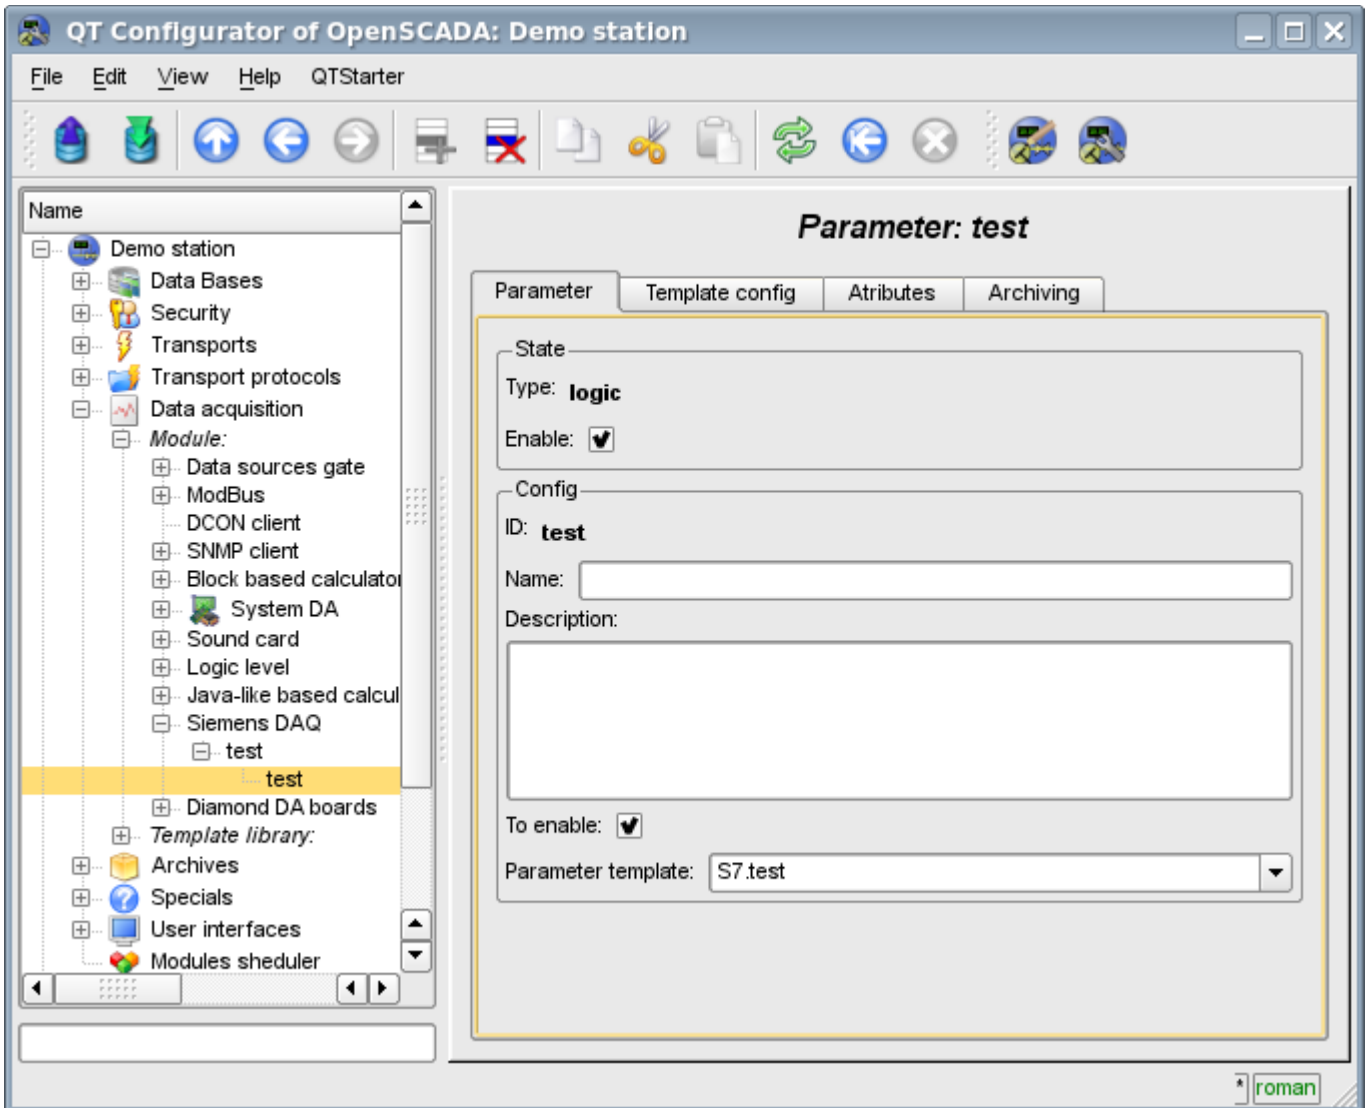 QT Configurator of OpenSCADA: Demo station
File Edit View Help QTStarter
Name
Demo station
Data Bases
Security
Transports
Transport protocols
Data acquisition
Module:
Data sources gate
ModBus
DCON client
SNMP client
Block based calculator
System DA
Sound card
Logic level
Java-like based calcul
Siemens DAQ
test
test
Diamond DA boards
Template library:
Archives
Specials
User interfaces
Modules sheduler
Parameter: test
Parameter Template config Atributes Archiving
State
Type: logic
Enable:
Config
ID: test
Name:
Description:
To enable:
Parameter template: S7.test
* roman